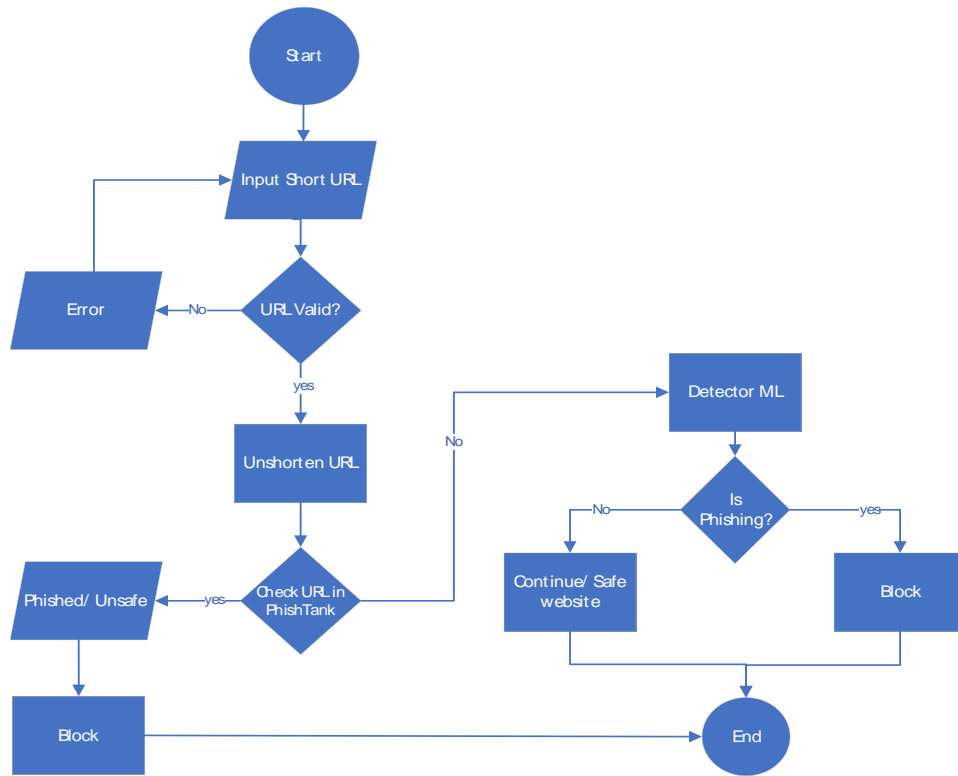 Start
Input Short URL
Error
No
URL Valid?
yes
Detector ML
No
Unshorten URL
Is
Phishing?
No
yes
Phished/ Unsafe
yes
Check URL in
PhishTank
Continue/ Safe
website
Block
Block
End